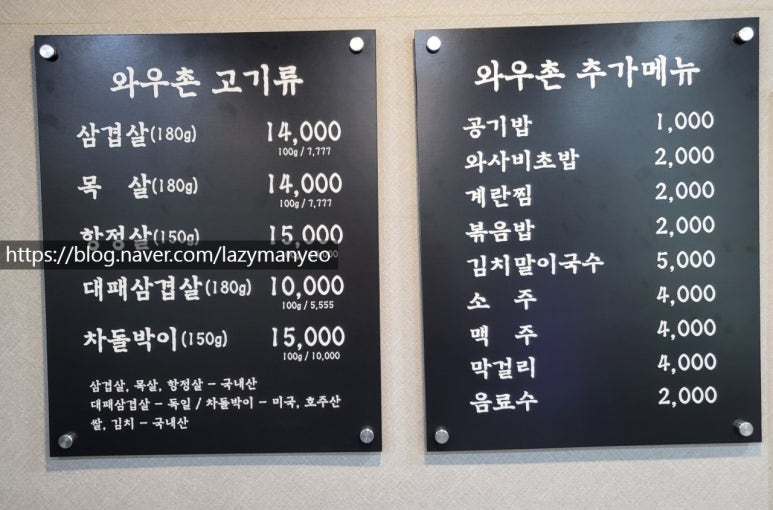 와우촌 고기류
삼겹살(180g) 14,000
100g / 7,777
목 살(180g) 14,000
100g / 7,777
항정살(150g) 15,000
https://blog.naver.com/lazymanyeo
대패삼겹살(180g) 10,000
100g / 5,555
차돌박이(150g) 15,000
100g / 10,000
삼겹살, 목살, 항정살 - 국내산
대패삼겹살 - 독일 / 차돌박이 - 미국, 호주산
쌀, 김치 - 국내산
와우촌 추가메뉴
공기밥 1,000
와사비초밥 2,000
계란찜 2,000
볶음밥 2,000
김치말이국수 5,000
소 주 4,000
맥 주 4,000
막걸리 4,000
음료수 2,000